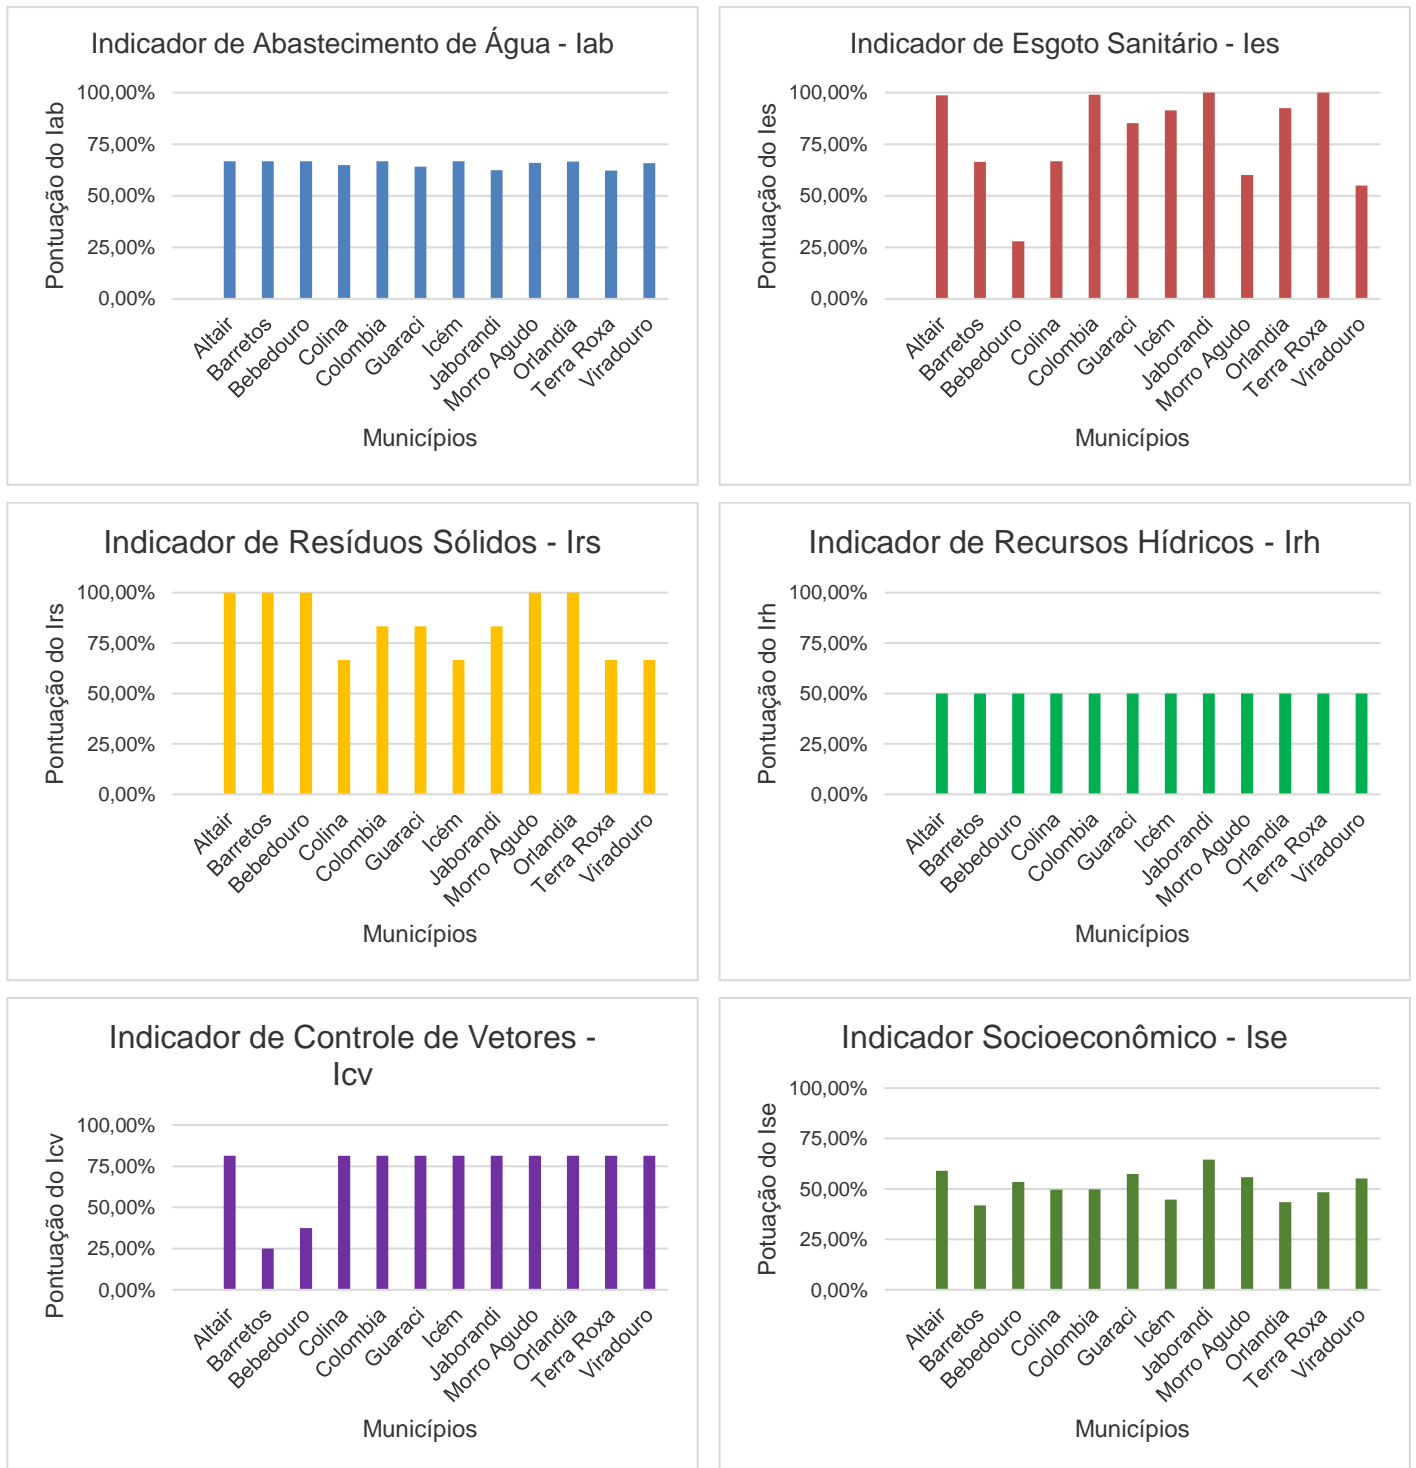 Indicador de Abastecimento de Água - Iab
Pontuação do Iab
100,00%
75,00%
50,00%
25,00%
0,00%
Altair
Barretos
Bebedouro
Colina
Colombia
Guaraci
Icém
Jaborandi
Morro Agudo
Orlandia
Terra Roxa
Viradouro
Municípios
Indicador de Esgoto Sanitário - Ies
Pontuação do Ies
100,00%
75,00%
50,00%
25,00%
0,00%
Altair
Barretos
Bebedouro
Colina
Colombia
Guaraci
Icém
Jaborandi
Morro Agudo
Orlandia
Terra Roxa
Viradouro
Municípios
Indicador de Resíduos Sólidos - Irs
Pontuação do Irs
100,00%
75,00%
50,00%
25,00%
0,00%
Altair
Barretos
Bebedouro
Colina
Colombia
Guaraci
Icém
Jaborandi
Morro Agudo
Orlandia
Terra Roxa
Viradouro
Municípios
Indicador de Recursos Hídricos - Irh
Pontuação do Irh
100,00%
75,00%
50,00%
25,00%
0,00%
Altair
Barretos
Bebedouro
Colina
Colombia
Guaraci
Icém
Jaborandi
Morro Agudo
Orlandia
Terra Roxa
Viradouro
Municípios
Indicador de Controle de Vetores -
Icv
Pontuação do Icv
100,00%
75,00%
50,00%
25,00%
0,00%
Altair
Barretos
Bebedouro
Colina
Colombia
Guaraci
Icém
Jaborandi
Morro Agudo
Orlandia
Terra Roxa
Viradouro
Municípios
Indicador Socioeconômico - Ise
Potuação do Ise
100,00%
75,00%
50,00%
25,00%
0,00%
Altair
Barretos
Bebedouro
Colina
Colombia
Guaraci
Icém
Jaborandi
Morro Agudo
Orlandia
Terra Roxa
Viradouro
Municípios